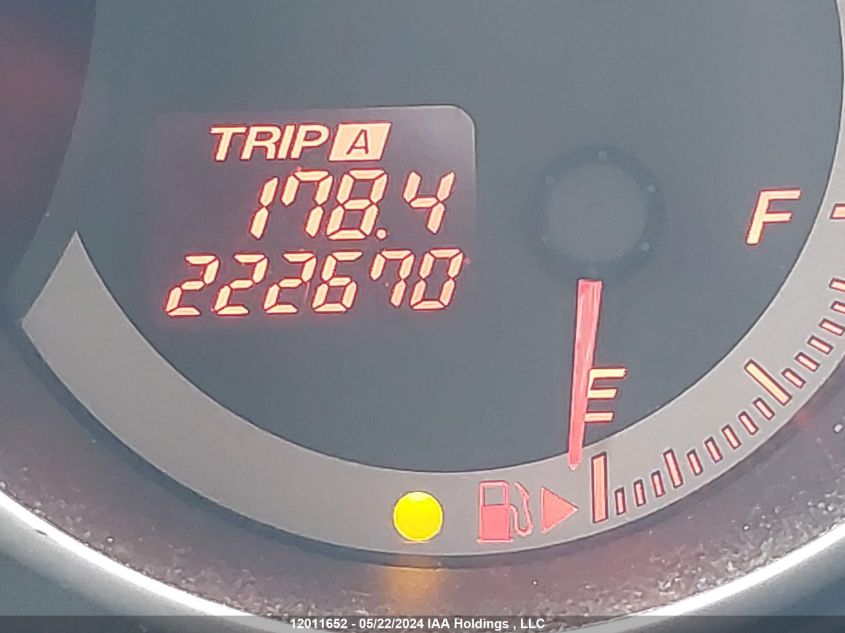 TRIP A
178.4
222670
F
E
12011652 - 05/22/2024 IAA Holdings , LLC